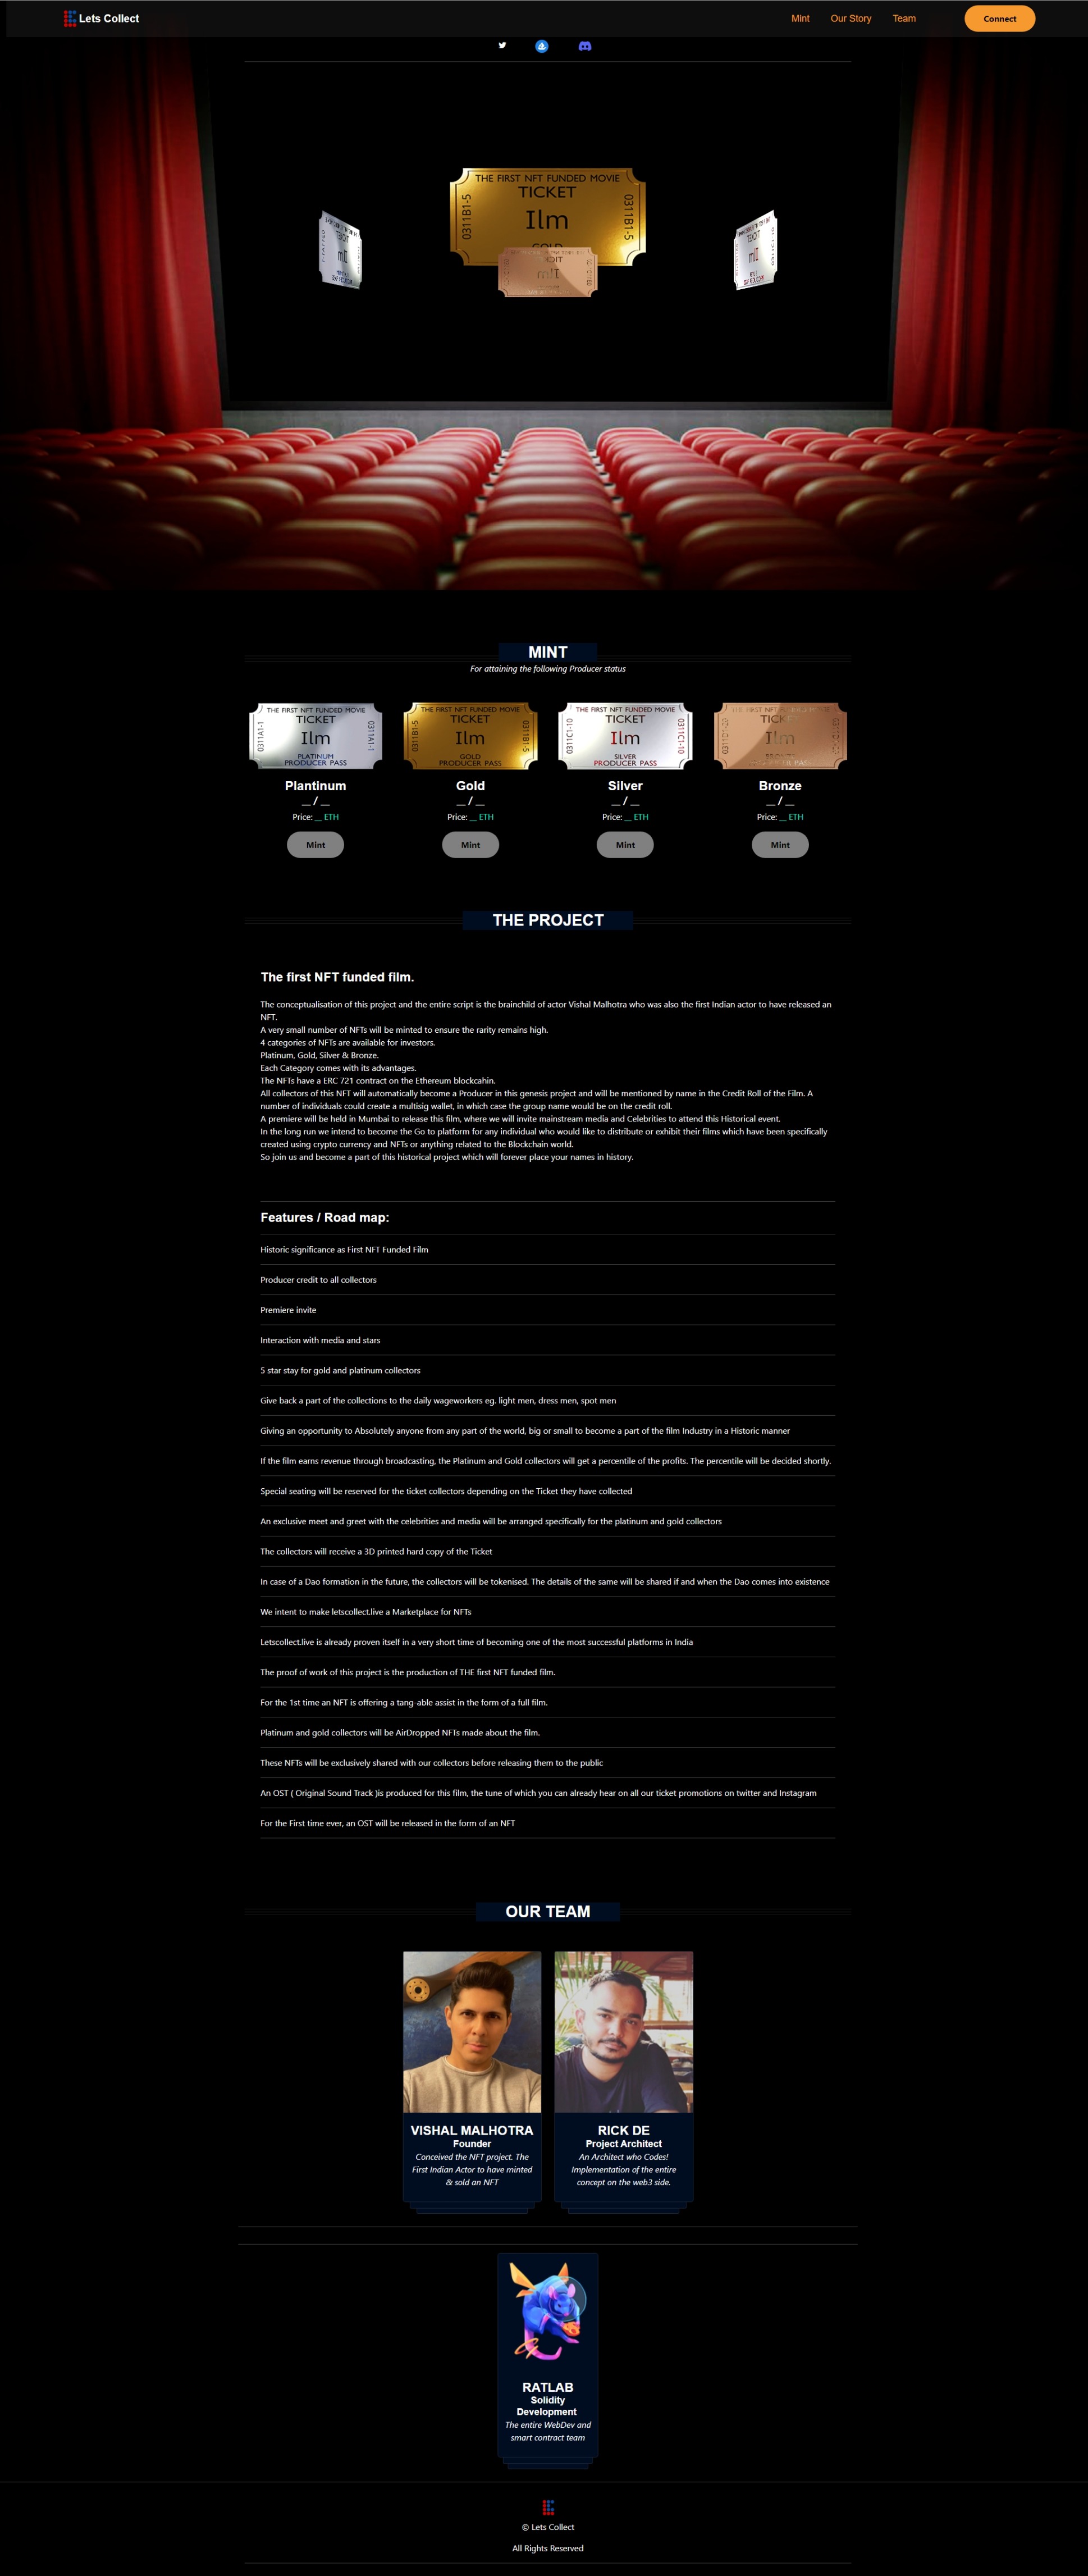 Lets Collect
Mint
Our Story
Team
Connect
THE FIRST NFT FUNDED MOVIE
TICKET
Ilm
GOLD
0311B1-5
0311B1-5
MINT
For attaining the following Producer status
THE FIRST NFT FUNDED MOVIE
TICKET
Ilm
PLATINUM
PRODUCER PASS
0311A1-1
0311A1-1
THE FIRST NFT FUNDED MOVIE
TICKET
Ilm
GOLD
PRODUCER PASS
0311B1-5
0311B1-5
THE FIRST NFT FUNDED MOVIE
TICKET
Ilm
SILVER
PRODUCER PASS
0311C1-10
0311C1-10
Plantinum
__ / __
Price: __ ETH
Mint
Gold
__ / __
Price: __ ETH
Mint
Silver
__ / __
Price: __ ETH
Mint
Bronze
__ / __
Price: __ ETH
Mint
THE PROJECT
The first NFT funded film.
The conceptualisation of this project and the entire script is the brainchild of actor Vishal Malhotra who was also the first Indian actor to have released an
NFT.
A very small number of NFTs will be minted to ensure the rarity remains high.
4 categories of NFTs are available for investors.
Platinum, Gold, Silver & Bronze.
Each Category comes with its advantages.
The NFTs have a ERC 721 contract on the Ethereum blockcahin.
All collectors of this NFT will automatically become a Producer in this genesis project and will be mentioned by name in the Credit Roll of the Film. A
number of individuals could create a multisig wallet, in which case the group name would be on the credit roll.
A premiere will be held in Mumbai to release this film, where we will invite mainstream media and Celebrities to attend this Historical event.
In the long run we intend to become the Go to platform for any individual who would like to distribute or exhibit their films which have been specifically
created using crypto currency and NFTs or anything related to the Blockchain world.
So join us and become a part of this historical project which will forever place your names in history.
Features / Road map:
Historic significance as First NFT Funded Film
Producer credit to all collectors
Premiere invite
Interaction with media and stars
5 star stay for gold and platinum collectors
Give back a part of the collections to the daily wageworkers eg. light men, dress men, spot men
Giving an opportunity to Absolutely anyone from any part of the world, big or small to become a part of the film Industry in a Historic manner
If the film earns revenue through broadcasting, the Platinum and Gold collectors will get a percentile of the profits. The percentile will be decided shortly.
Special seating will be reserved for the ticket collectors depending on the Ticket they have collected
An exclusive meet and greet with the celebrities and media will be arranged specifically for the platinum and gold collectors
The collectors will receive a 3D printed hard copy of the Ticket
In case of a Dao formation in the future, the collectors will be tokenised. The details of the same will be shared if and when the Dao comes into existence
We intent to make letscollect.live a Marketplace for NFTs
Letscollect.live is already proven itself in a very short time of becoming one of the most successful platforms in India
The proof of work of this project is the production of THE first NFT funded film.
For the 1st time an NFT is offering a tang-able assist in the form of a full film.
Platinum and gold collectors will be AirDropped NFTs made about the film.
These NFTs will be exclusively shared with our collectors before releasing them to the public
An OST ( Original Sound Track )is produced for this film, the tune of which you can already hear on all our ticket promotions on twitter and Instagram
For the First time ever, an OST will be released in the form of an NFT
OUR TEAM
VISHAL MALHOTRA
Founder
Conceived the NFT project. The
First Indian Actor to have minted
& sold an NFT
RICK DE
Project Architect
An Architect who Codes!
Implementation of the entire
concept on the web3 side.
RATLAB
Solidity
Development
The entire WebDev and
smart contract team
© Lets Collect
All Rights Reserved